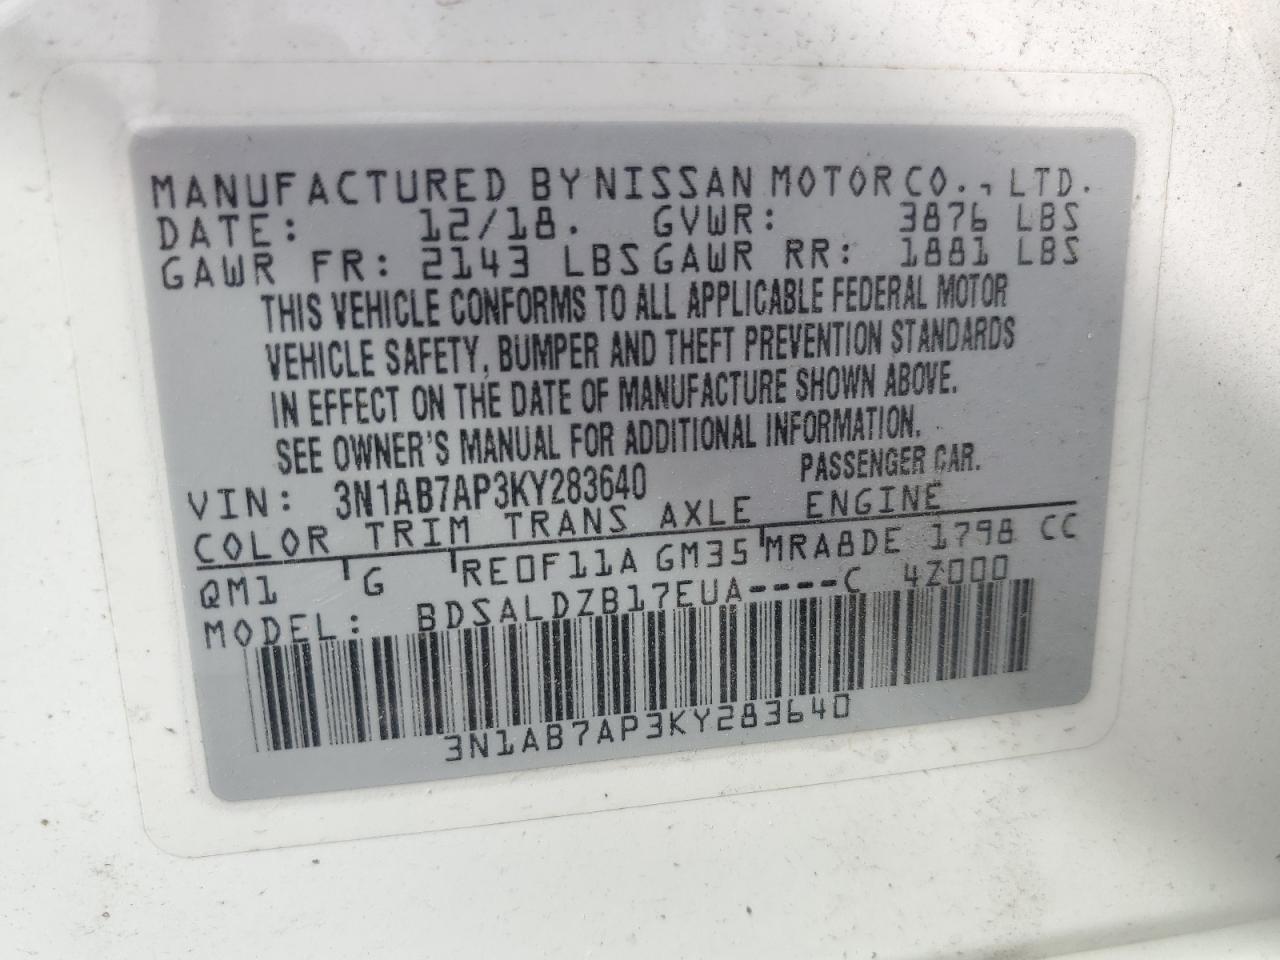 MANUFACTURED BY NISSAN MOTOR CO., LTD.
DATE: 12/18. GVWR: 3876 LBS
GAWR FR: 2143 LBS GAWR RR: 1881 LBS
THIS VEHICLE CONFORMS TO ALL APPLICABLE FEDERAL MOTOR
VEHICLE SAFETY, BUMPER AND THEFT PREVENTION STANDARDS
IN EFFECT ON THE DATE OF MANUFACTURE SHOWN ABOVE.
SEE OWNER'S MANUAL FOR ADDITIONAL INFORMATION.
VIN: 3N1AB7AP3KY283640 PASSENGER CAR.
COLOR TRIM TRANS AXLE ENGINE
QM1 G RE0F11A GM35 MRA8DE 1798 CC
MODEL: BDSALDZB17EUA----C 4Z000
3N1AB7AP3KY283640